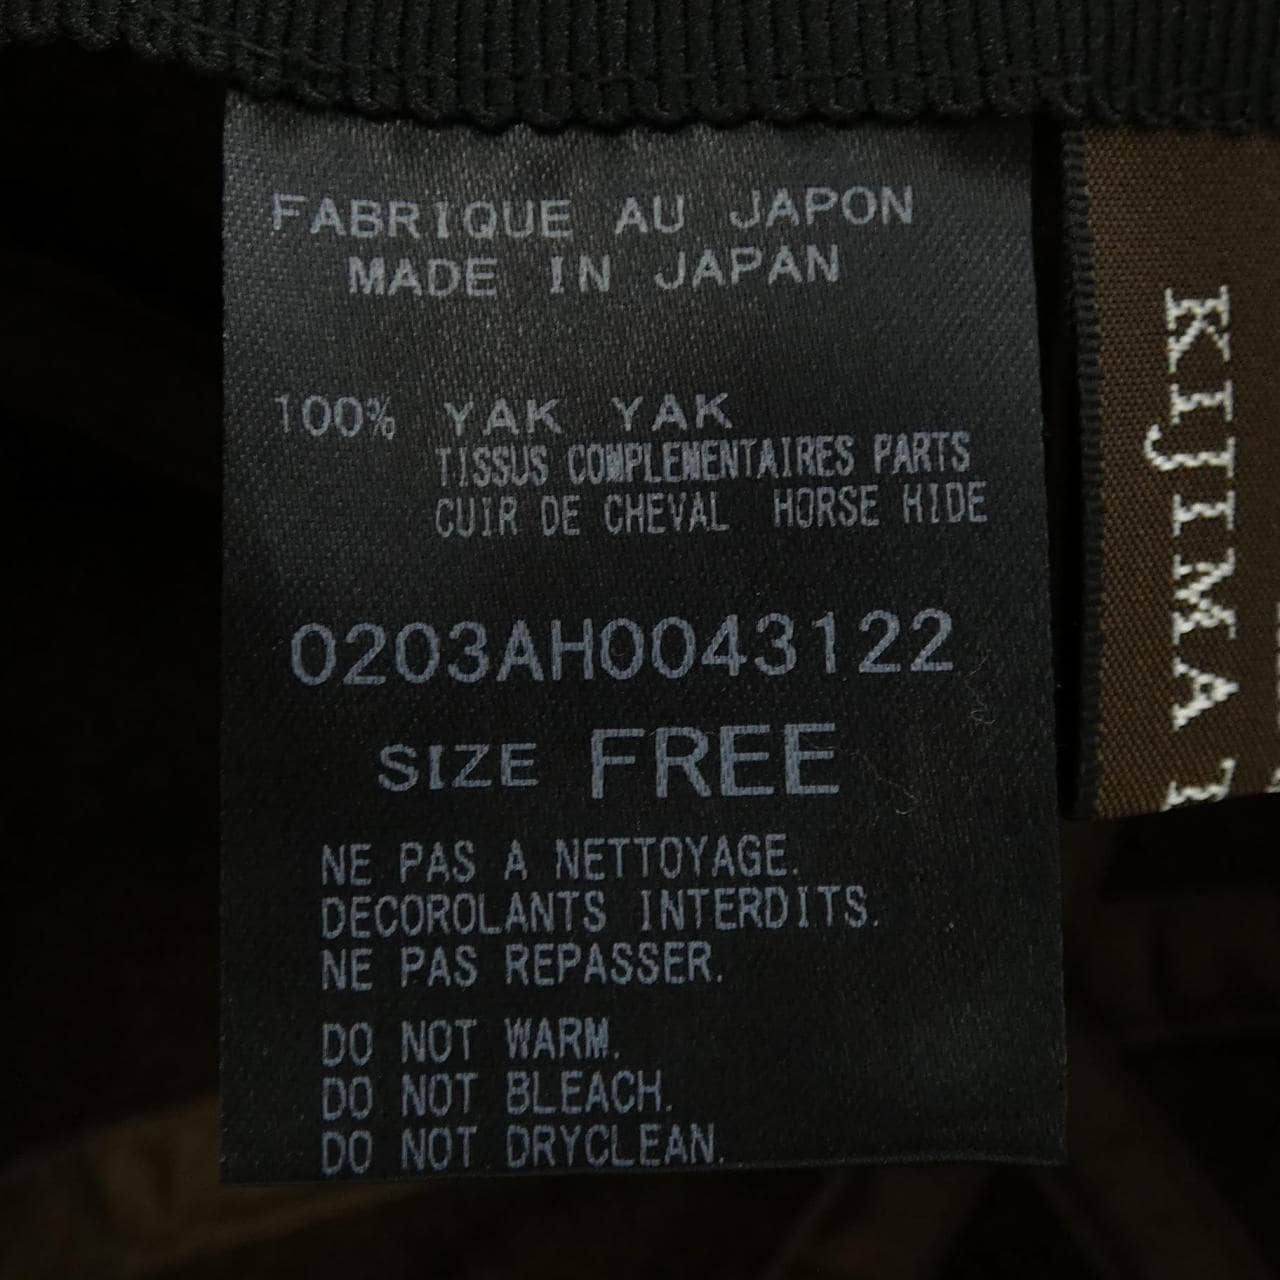 FABRIQUE AU JAPON
MADE IN JAPAN
100% YAK YAK
TISSUS COMPLEMENTAIRES PARTS
CUIR DE CHEVAL HORSE HIDE
0203AH0043122
SIZE FREE
NE PAS A NETTOYAGE.
DECOROLANTS INTERDITS.
NE PAS REPASSER.
DO NOT WARM.
DO NOT BLEACH.
DO NOT DRYCLEAN.
KIJIMA